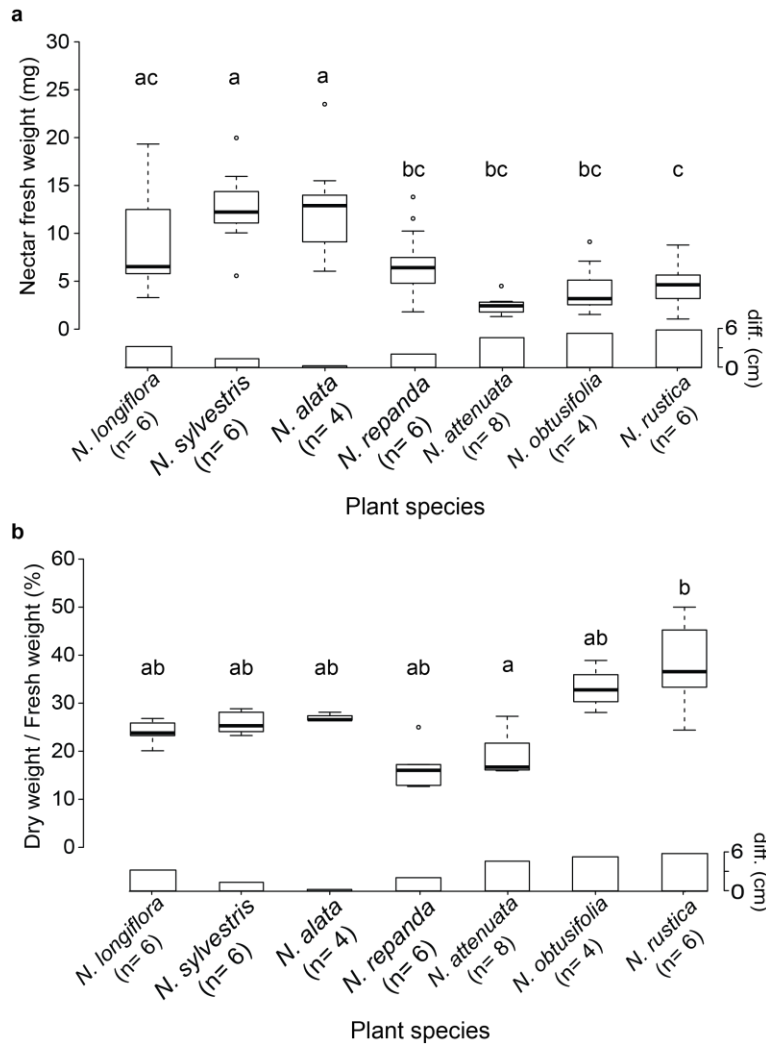 a
Nectar fresh weight (mg)
30
25
20
15
10
5
0
ac
a
a
bc
bc
bc
c
diff. (cm)
6
0
N. longiflora
(n= 6)
N. sylvestris
(n= 6)
N. alata
(n= 4)
N. repanda
(n= 6)
N. attenuata
(n= 8)
N. obtusifolia
(n= 4)
N. rustica
(n= 6)
Plant species
b
Dry weight / Fresh weight (%)
60
50
40
30
20
10
0
ab
ab
ab
ab
a
ab
b
diff. (cm)
6
0
N. longiflora
(n= 6)
N. sylvestris
(n= 6)
N. alata
(n= 4)
N. repanda
(n= 6)
N. attenuata
(n= 8)
N. obtusifolia
(n= 4)
N. rustica
(n= 6)
Plant species